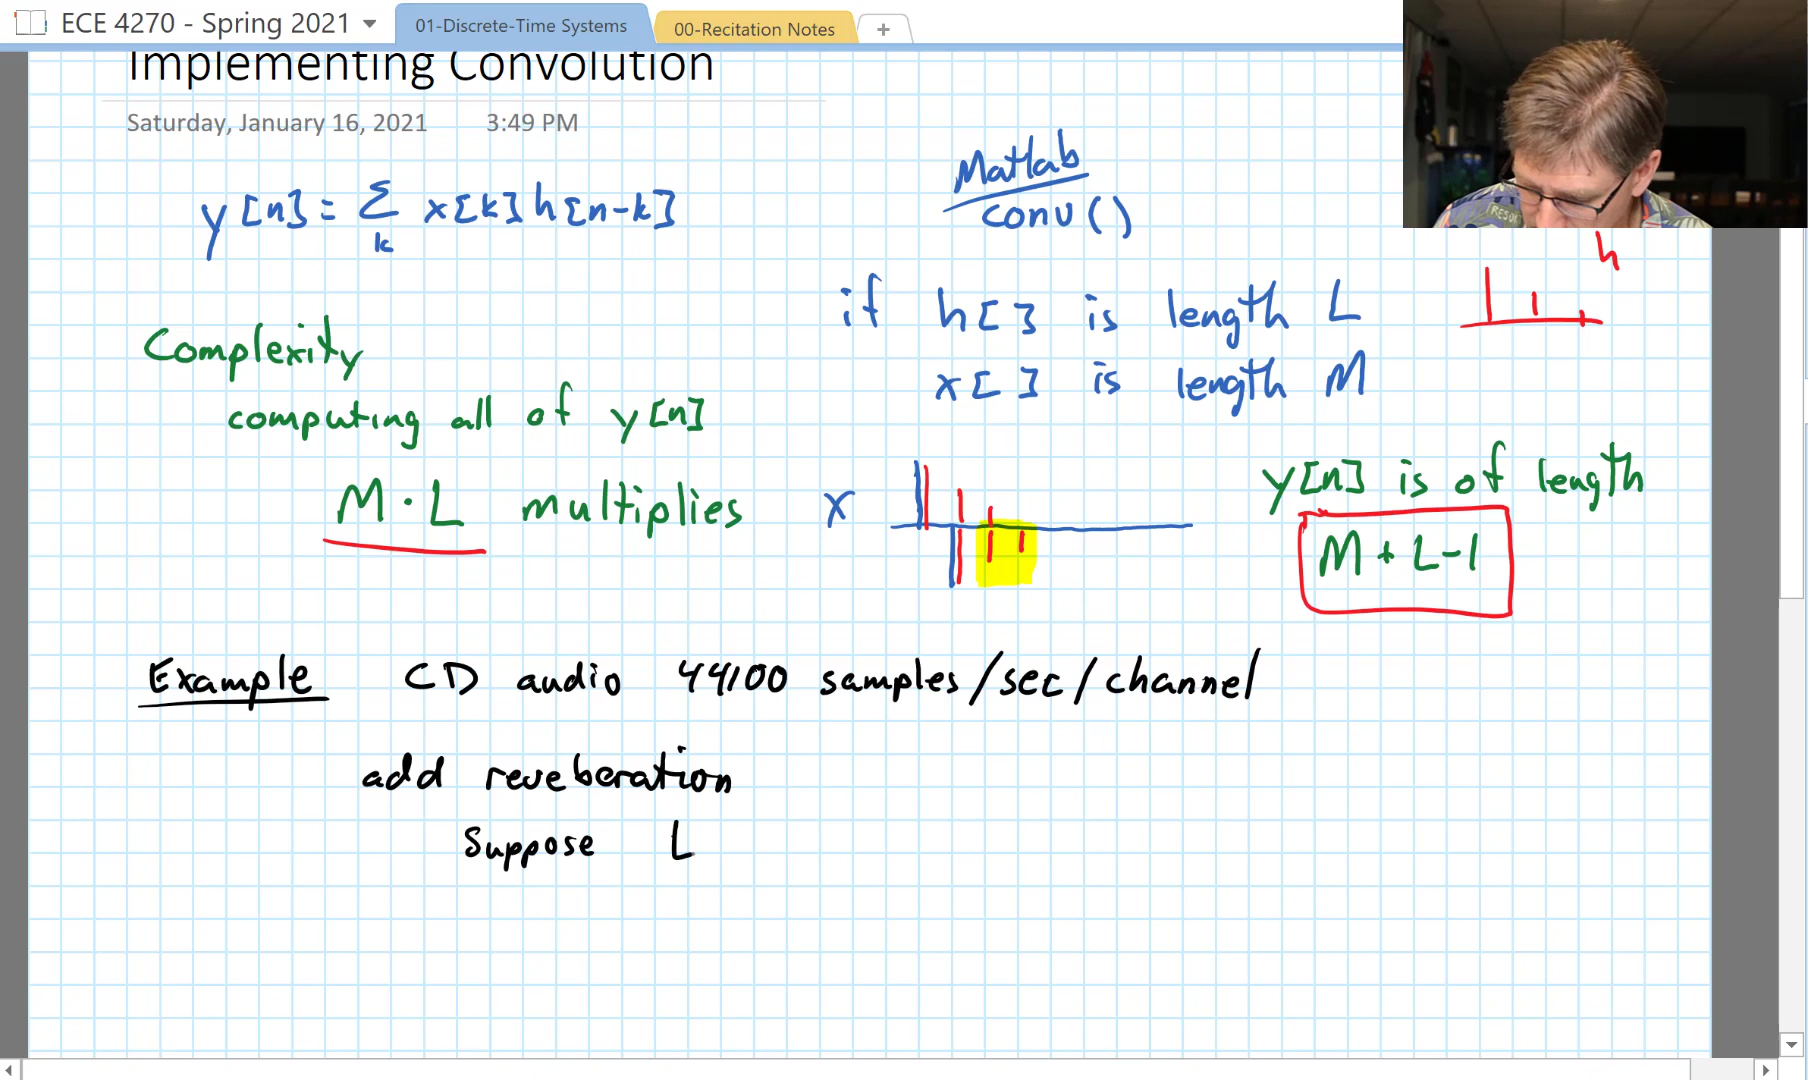 ECE 4270 - Spring 2021
01-Discrete-Time Systems
00-Recitation Notes
+
Implementing Convolution
Saturday, January 16, 2021 3:49 PM
y[n] = Σ x[k] h[n-k]
k
Matlab
conv()
h
if h[ ] is length L
x[ ] is length M
Complexity
computing all of y[n]
M · L multiplies
x
y[n] is of length
M + L - 1
Example CD audio 44100 samples/sec/channel
add reveberation
Suppose L